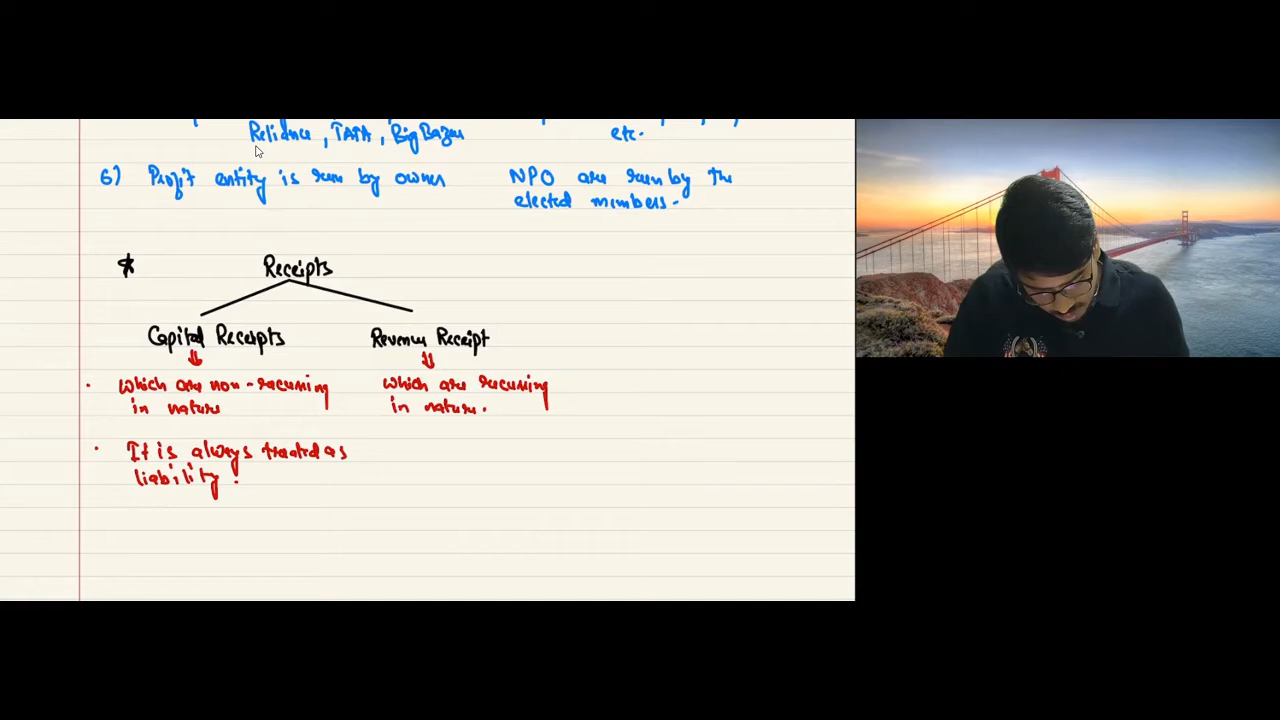 Reliance, TATA, Big Bazar
etc.
6) Profit entity is run by owner
NPO are run by the
elected members.
* Receipts
Capital Receipts
Revenue Receipt
· Which are non-recurring
in nature
which are recurring
in nature.
· It is always treated as
liability.